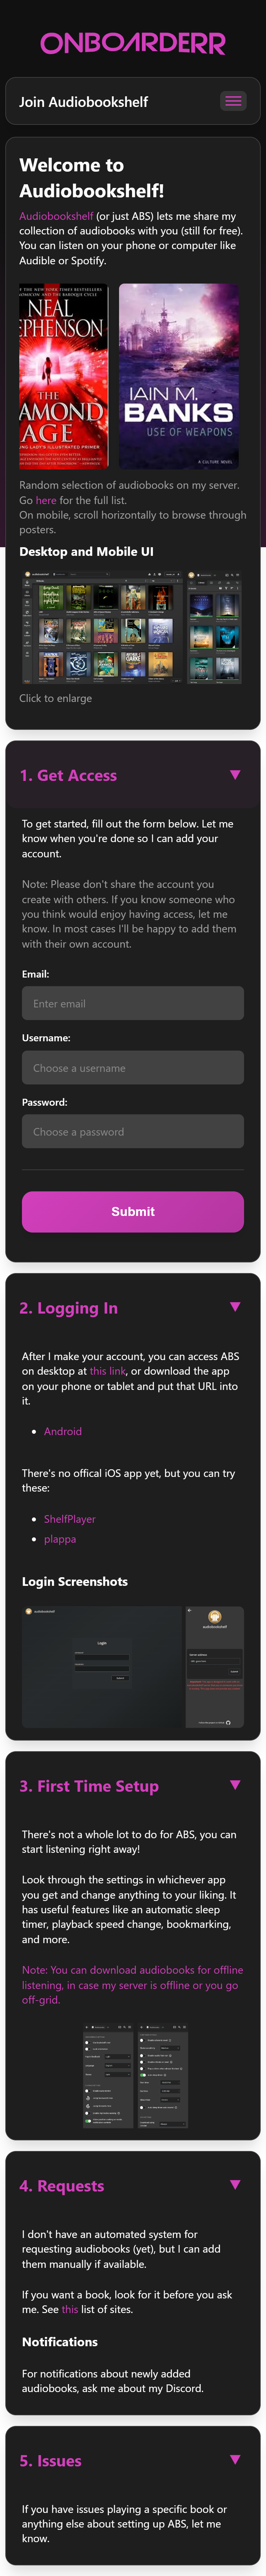 ONBOARDERR
Join Audiobookshelf
Welcome to
Audiobookshelf!
Audiobookshelf (or just ABS) lets me share my
collection of audiobooks with you (still for free).
You can listen on your phone or computer like
Audible or Spotify.
NEAL
PHENSON
THE
AMOND
AGE
IAIN M.
BANKS
USE OF WEAPONS
A CULTURE NOVEL
Random selection of audiobooks on my server.
Go here for the full list.
On mobile, scroll horizontally to browse through
posters.
Desktop and Mobile UI
Click to enlarge
1. Get Access
To get started, fill out the form below. Let me
know when you're done so I can add your
account.
Note: Please don't share the account you
create with others. If you know someone who
you think would enjoy having access, let me
know. In most cases I'll be happy to add them
with their own account.
Email:
Enter email
Username:
Choose a username
Password:
Choose a password
Submit
2. Logging In
After I make your account, you can access ABS
on desktop at this link, or download the app
on your phone or tablet and put that URL into
it.
Android
There's no offical iOS app yet, but you can try
these:
ShelfPlayer
plappa
Login Screenshots
audiobookshelf
Login
audiobookshelf
3. First Time Setup
There's not a whole lot to do for ABS, you can
start listening right away!
Look through the settings in whichever app
you get and change anything to your liking. It
has useful features like an automatic sleep
timer, playback speed change, bookmarking,
and more.
Note: You can download audiobooks for offline
listening, in case my server is offline or you go
off-grid.
4. Requests
I don't have an automated system for
requesting audiobooks (yet), but I can add
them manually if available.
If you want a book, look for it before you ask
me. See this list of sites.
Notifications
For notifications about newly added
audiobooks, ask me about my Discord.
5. Issues
If you have issues playing a specific book or
anything else about setting up ABS, let me
know.